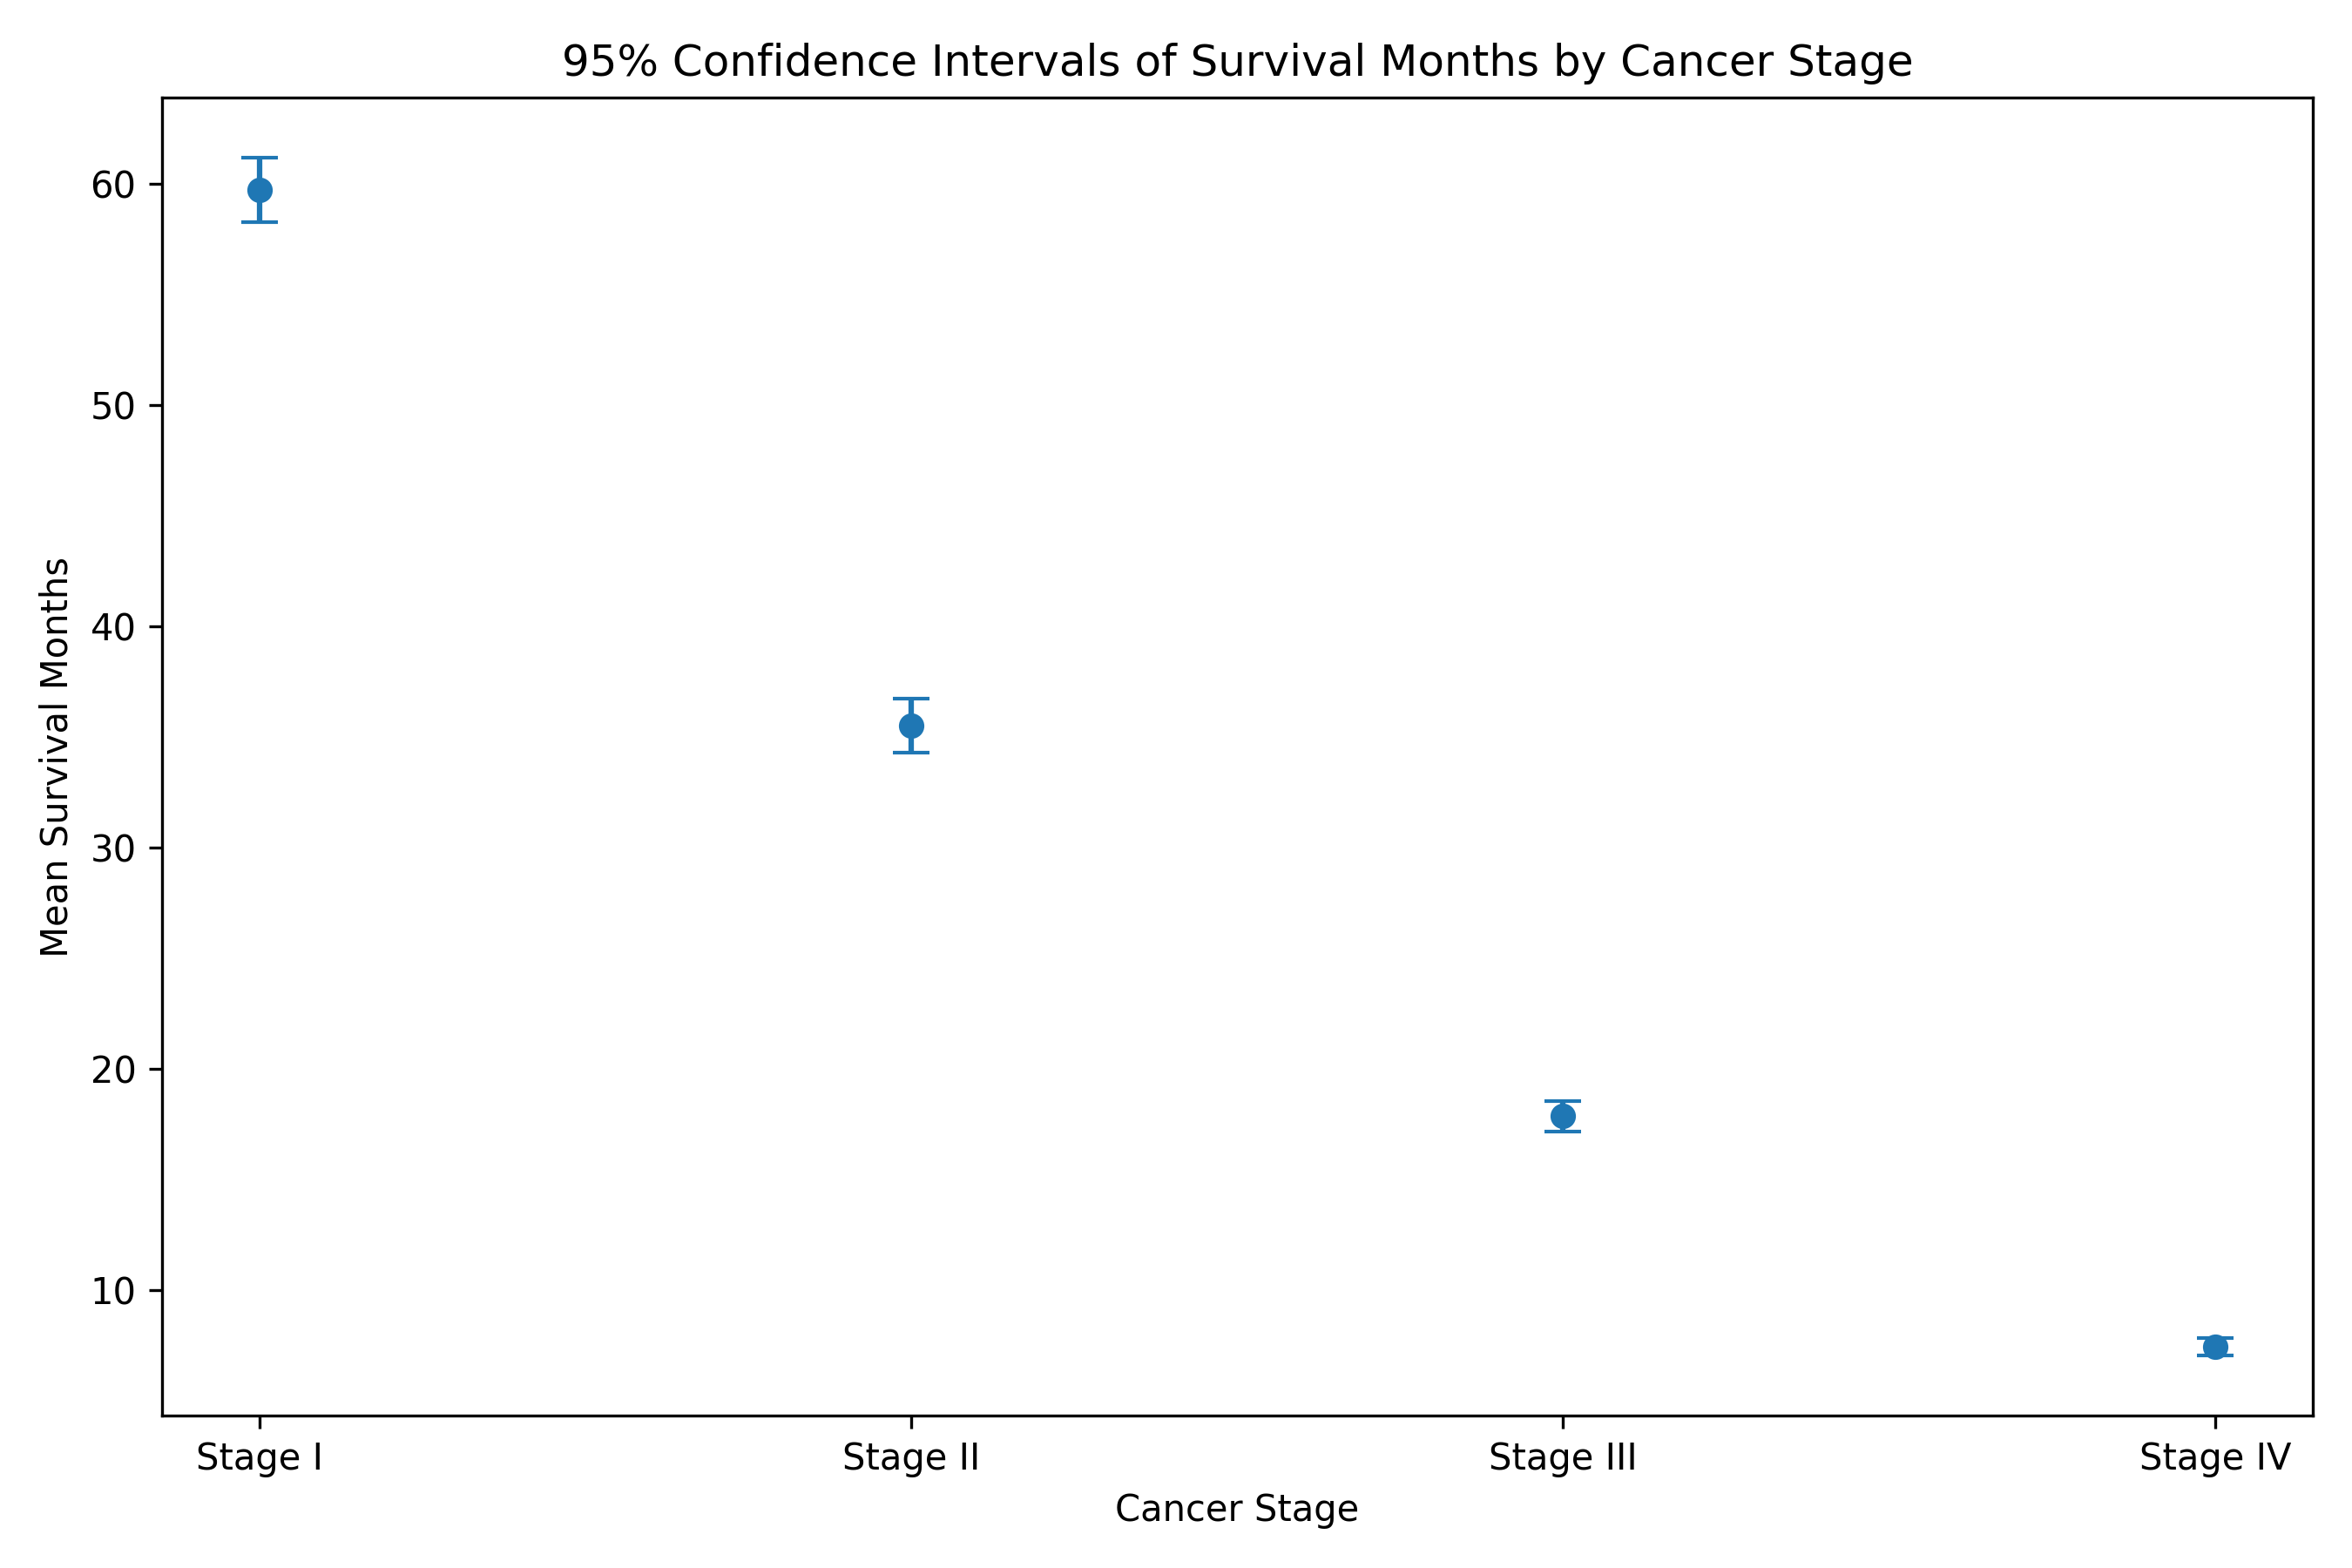 95% Confidence Intervals of Survival Months by Cancer Stage
Mean Survival Months
60
50
40
30
20
10
Stage I
Stage II
Stage III
Stage IV
Cancer Stage